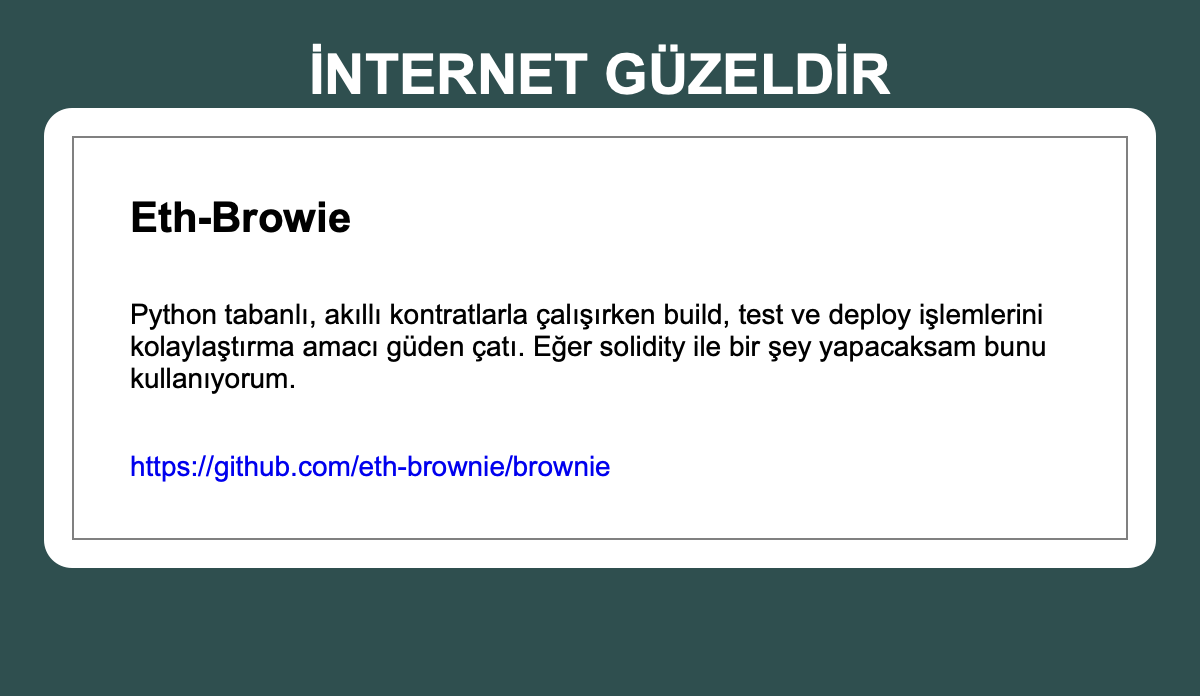 İNTERNET GÜZELDİR
Eth-Browie
Python tabanlı, akıllı kontratlarla çalışırken build, test ve deploy işlemlerini
kolaylaştırma amacı güden çatı. Eğer solidity ile bir şey yapacaksam bunu
kullanıyorum.
https://github.com/eth-brownie/brownie